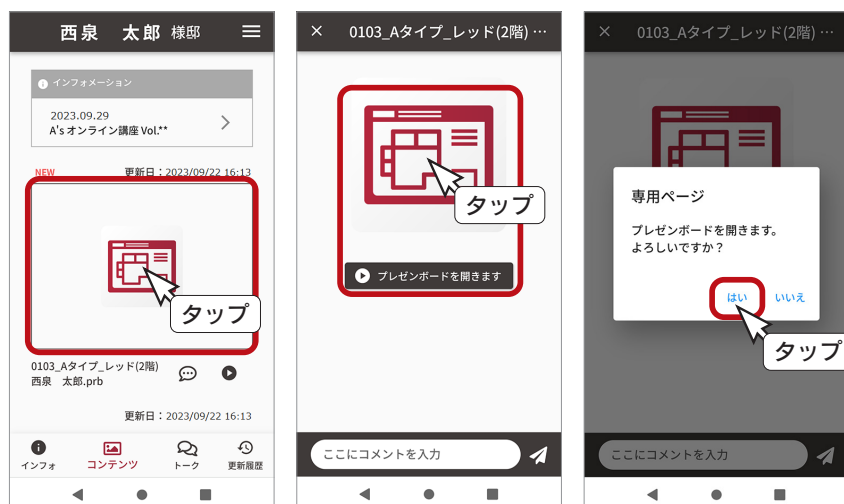 西泉 太郎 様邸
インフォメーション
2023.09.29
A's オンライン講座 Vol.**
NEW
更新日：2023/09/22 16:13
タップ
0103_Aタイプ_レッド(2階)
西泉 太郎.prb
更新日：2023/09/22 16:13
インフォ
コンテンツ
トーク
更新履歴
× 0103_Aタイプ_レッド(2階) …
タップ
プレゼンボードを開きます
ここにコメントを入力
× 0103_Aタイプ_レッド(2階) …
専用ページ
プレゼンボードを開きます。
よろしいですか？
はい いいえ
タップ
ここにコメントを入力